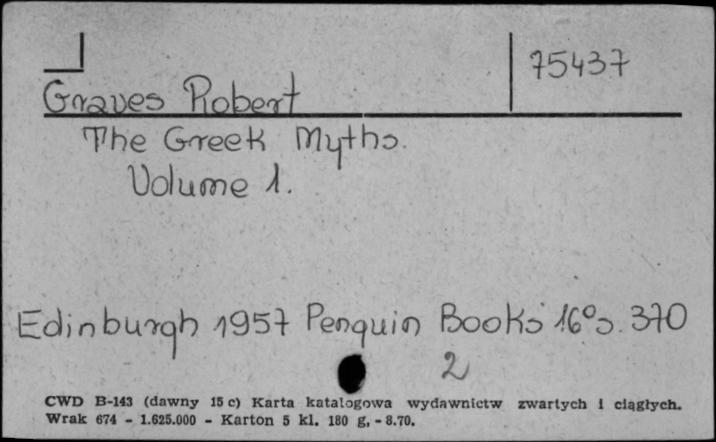 75437
Graves Robert
The Greek Myths.
Volume 1.
Edinburgh 1957 Penguin Books 16° s. 370
2
CWD B-143 (dawny 15 c) Karta katalogowa wydawnictw zwartych i ciągłych.
Wrak 674 - 1.625.000 - Karton 5 kl. 180 g. - 8.70.